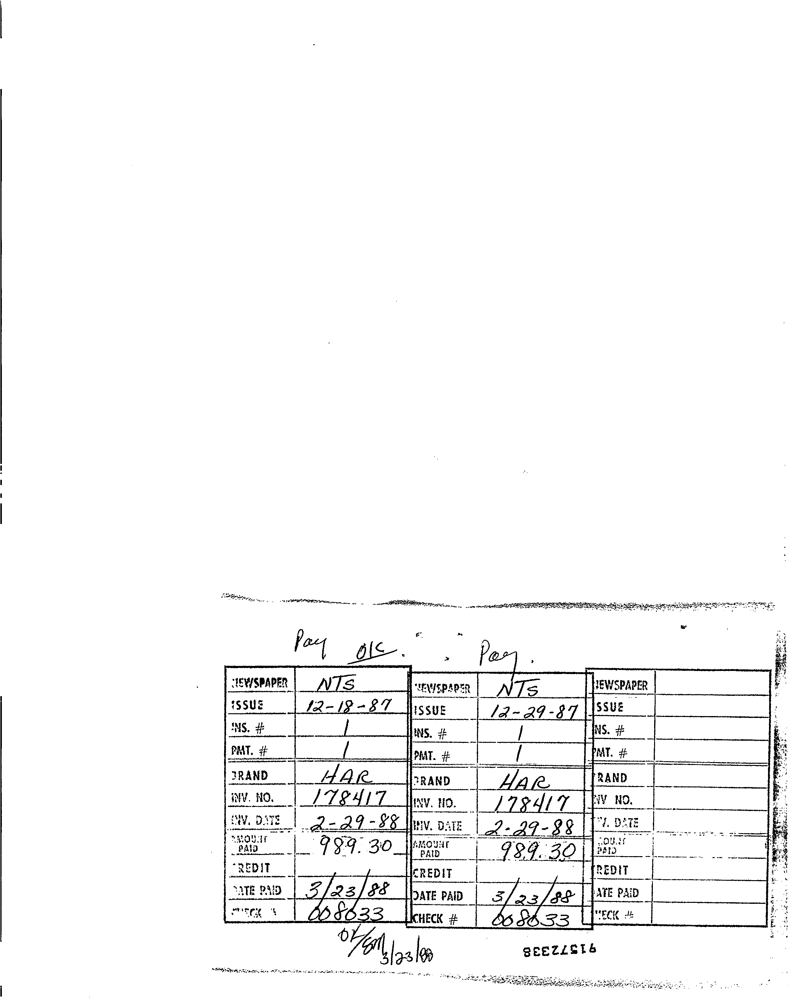 Pay OK. Pay.
NEWSPAPER NTS
ISSUE 12-18-87
INS. # 1
PMT. # 1
BRAND HAR
INV. NO. 178417
INV. DATE 2-29-88
AMOUNT PAID 989.30
CREDIT
DATE PAID 3/23/88
CHECK # 008633
NEWSPAPER NTS
ISSUE 12-29-87
INS. # 1
PMT. # 1
BRAND HAR
INV. NO. 178417
INV. DATE 2-29-88
AMOUNT PAID 989.30
CREDIT
DATE PAID 3/23/88
CHECK # 008633
NEWSPAPER
ISSUE
INS. #
PMT. #
BRAND
INV. NO.
INV. DATE
AMOUNT PAID
CREDIT
DATE PAID
CHECK #
OK 3/23/88
91572338